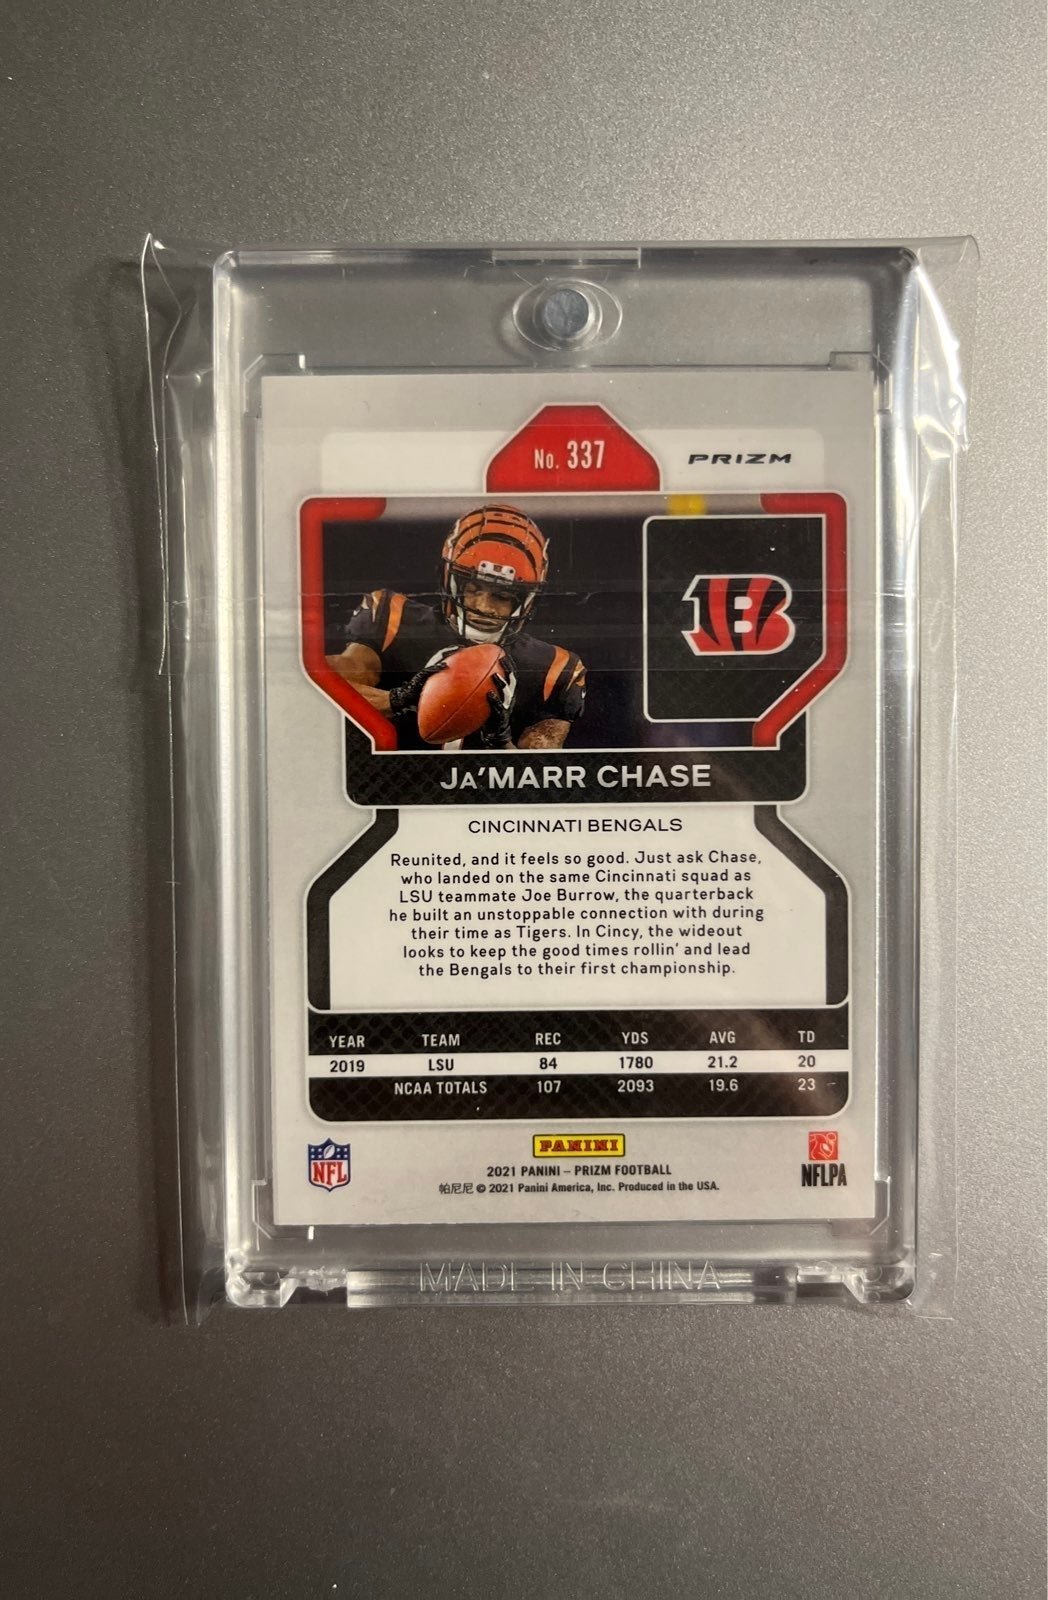 No. 337
PRIZM
B
JA'MARR CHASE
CINCINNATI BENGALS
Reunited, and it feels so good. Just ask Chase,
who landed on the same Cincinnati squad as
LSU teammate Joe Burrow, the quarterback
he built an unstoppable connection with during
their time as Tigers. In Cincy, the wideout
looks to keep the good times rollin' and lead
the Bengals to their first championship.
YEAR TEAM REC YDS AVG TD
2019 LSU 84 1780 21.2 20
NCAA TOTALS 107 2093 19.6 23
NFL
PANINI
NFLPA
2021 PANINI – PRIZM FOOTBALL
帕尼尼 © 2021 Panini America, Inc. Produced in the USA.
MADE IN CHINA